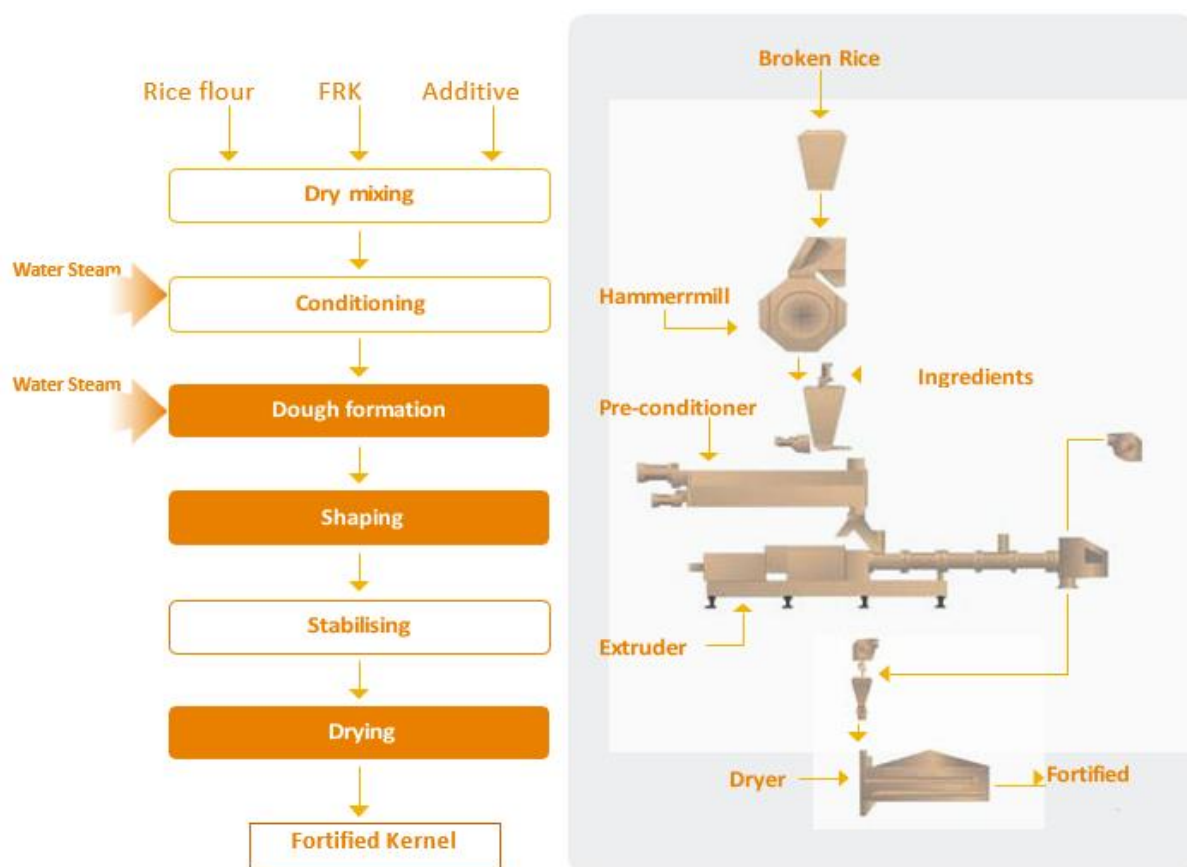 Rice flour FRK Additive
Dry mixing
Water Steam
Conditioning
Water Steam
Dough formation
Shaping
Stabilising
Drying
Fortified Kernel
Broken Rice
Hammerrmill
Ingredients
Pre-conditioner
Extruder
Dryer
Fortified